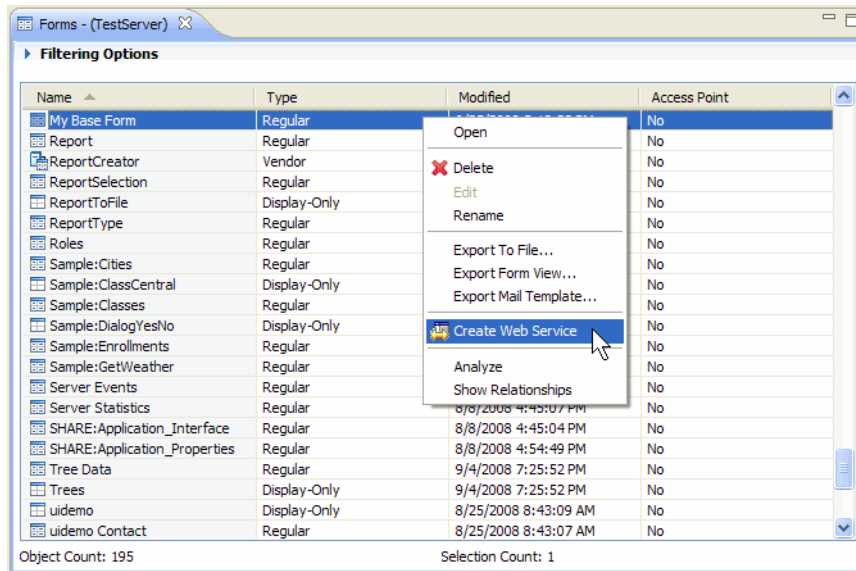 Forms - (TestServer)
Filtering Options
Name Type Modified Access Point
My Base Form Regular No
Report Regular No
ReportCreator Vendor No
ReportSelection Regular No
ReportToFile Display-Only No
ReportType Regular No
Roles Regular No
Sample:Cities Regular No
Sample:ClassCentral Display-Only No
Sample:Classes Regular No
Sample:DialogYesNo Display-Only No
Sample:Enrollments Regular No
Sample:GetWeather Regular No
Server Events Regular No
Server Statistics Regular 8/8/2008 4:45:07 PM No
SHARE:Application_Interface Regular 8/8/2008 4:45:04 PM No
SHARE:Application_Properties Regular 8/8/2008 4:54:49 PM No
Tree Data Regular 9/4/2008 7:25:52 PM No
Trees Display-Only 9/4/2008 7:25:52 PM No
uidemo Display-Only 8/25/2008 8:43:09 AM No
uidemo Contact Regular 8/25/2008 8:43:07 AM No
Open
Delete
Edit
Rename
Export To File...
Export Form View...
Export Mail Template...
Create Web Service
Analyze
Show Relationships
Object Count: 195 Selection Count: 1